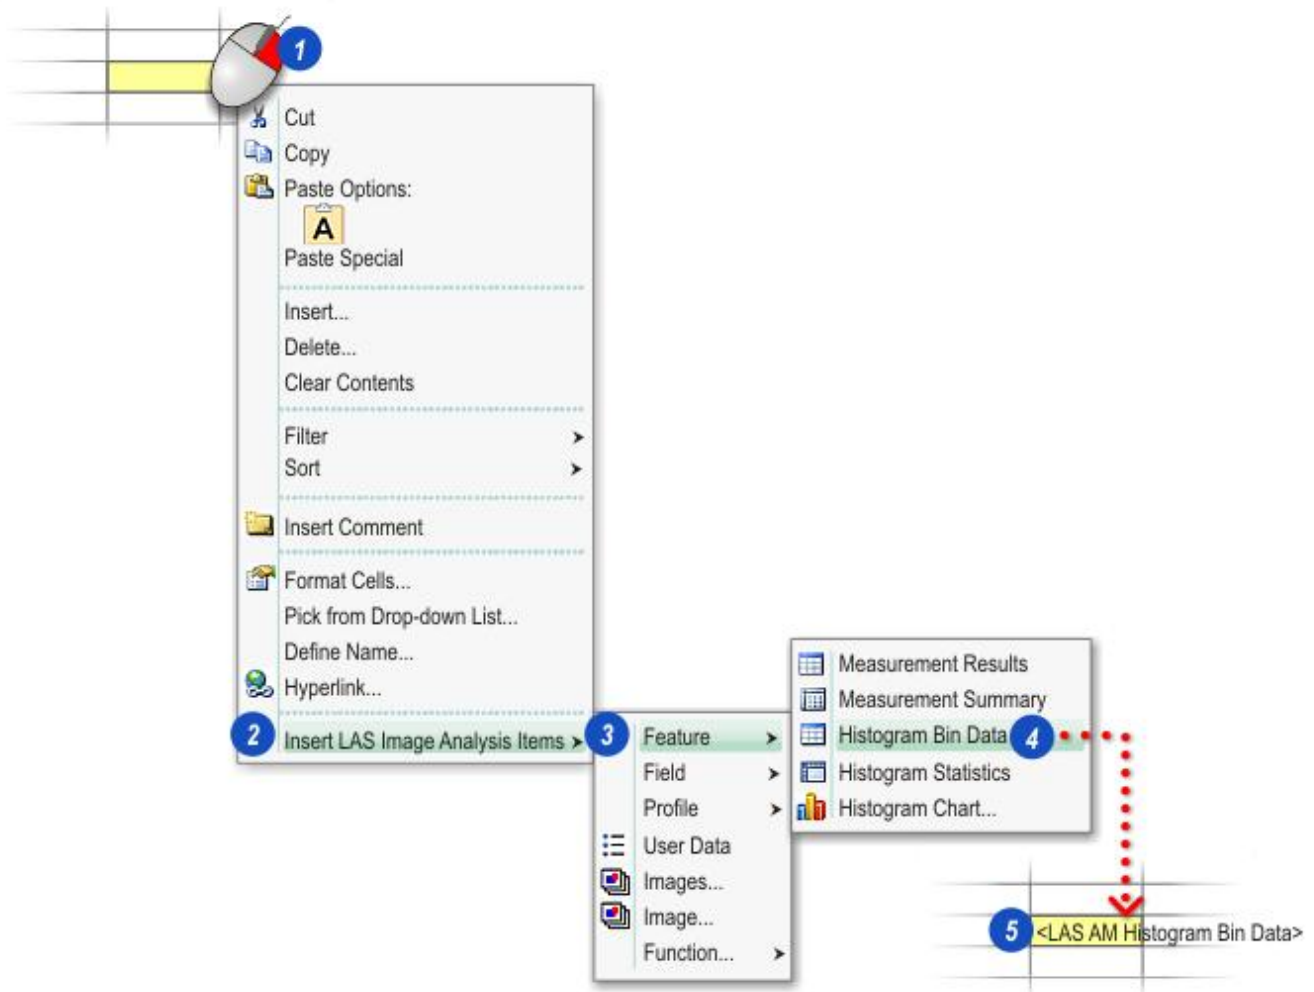 1
Cut
Copy
Paste Options:
A
Paste Special
Insert...
Delete...
Clear Contents
Filter
Sort
Insert Comment
Format Cells...
Pick from Drop-down List...
Define Name...
Hyperlink...
2 Insert LAS Image Analysis Items
3 Feature
Field
Profile
User Data
Images...
Image...
Function...
Measurement Results
Measurement Summary
Histogram Bin Data 4
Histogram Statistics
Histogram Chart...
5 <LAS AM Histogram Bin Data>